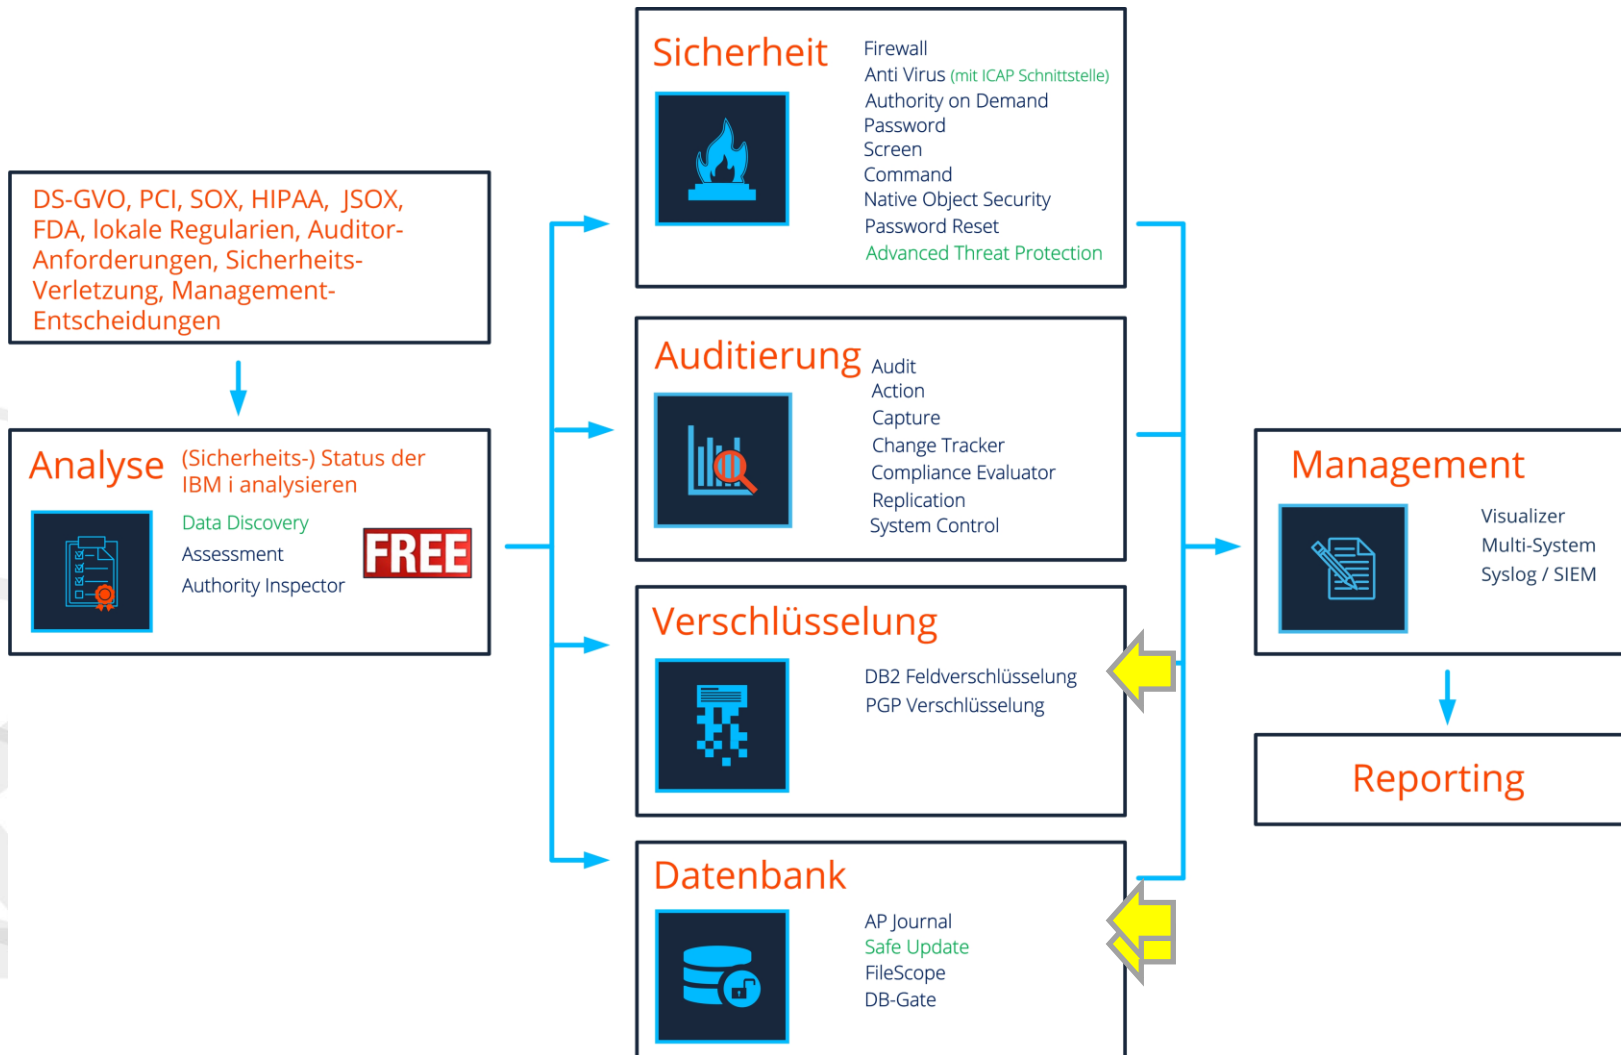 DS-GVO, PCI, SOX, HIPAA, JSOX,
FDA, lokale Regularien, Auditor-
Anforderungen, Sicherheits-
Verletzung, Management-
Entscheidungen
Analyse
(Sicherheits-) Status der
IBM i analysieren
Data Discovery
Assessment
Authority Inspector
FREE
Sicherheit
Firewall
Anti Virus (mit ICAP Schnittstelle)
Authority on Demand
Password
Screen
Command
Native Object Security
Password Reset
Advanced Threat Protection
Auditierung
Audit
Action
Capture
Change Tracker
Compliance Evaluator
Replication
System Control
Verschlüsselung
DB2 Feldverschlüsselung
PGP Verschlüsselung
Datenbank
AP Journal
Safe Update
FileScope
DB-Gate
Management
Visualizer
Multi-System
Syslog / SIEM
Reporting